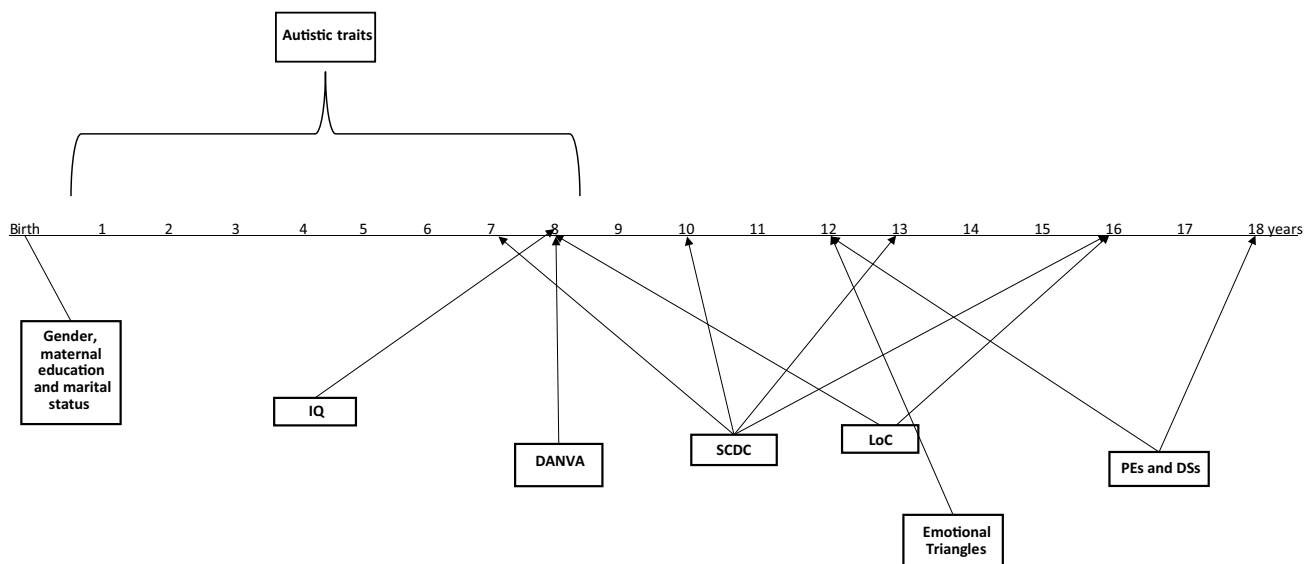 Autistic traits
Birth 1 2 3 4 5 6 7 8 9 10 11 12 13 14 15 16 17 18 years
Gender,
maternal
education
and marital
status
IQ
DANVA
SCDC
LoC
PEs and DSs
Emotional
Triangles